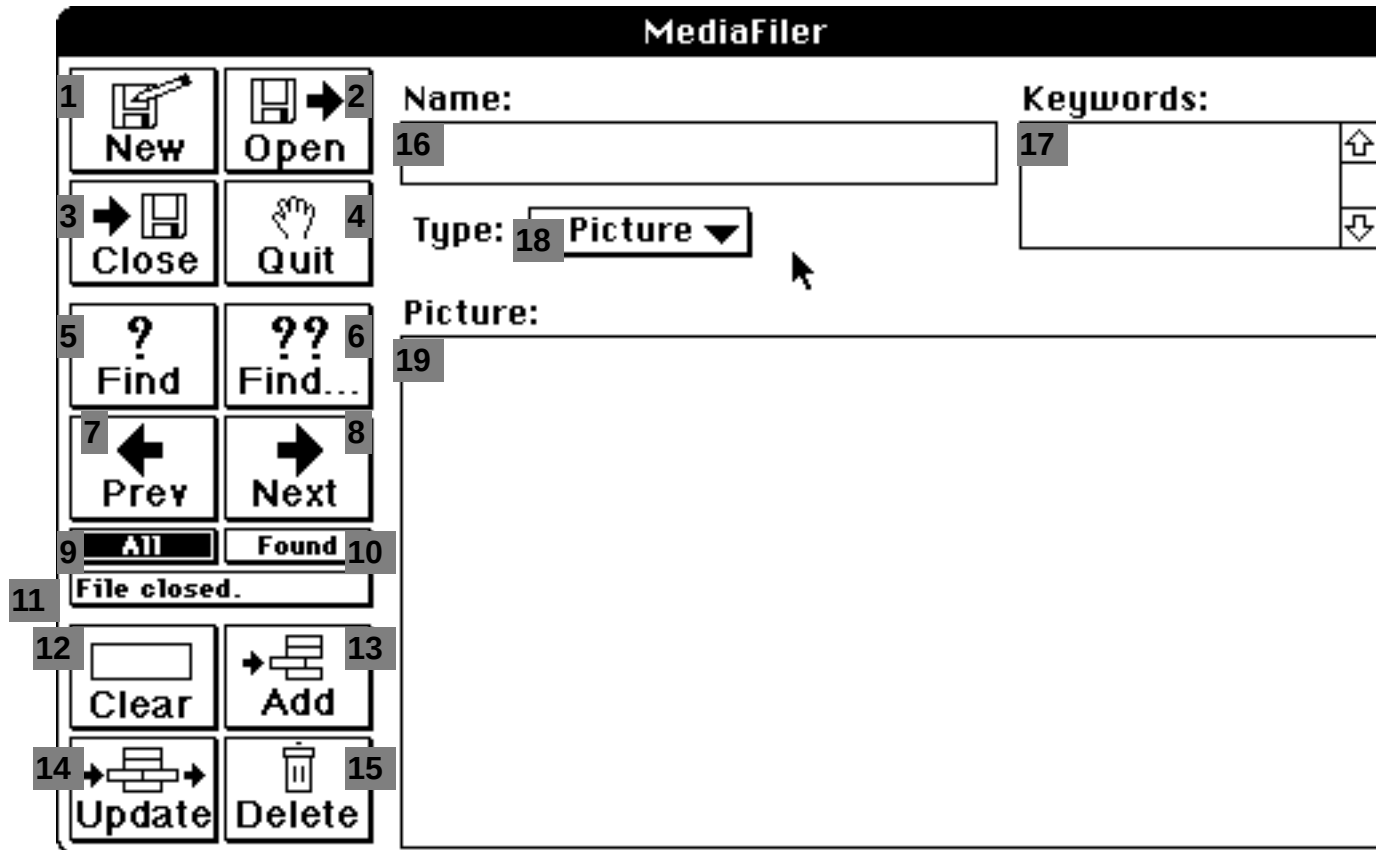 MediaFiler
1 New
Open 2
Name:
Keywords:
16
17
3 Close
Quit 4
Type: 18 Picture
Picture:
19
5 ? Find
?? Find... 6
7 Prev
Next 8
9 All
Found 10
11 File closed.
12 Clear
Add 13
14 Update
Delete 15